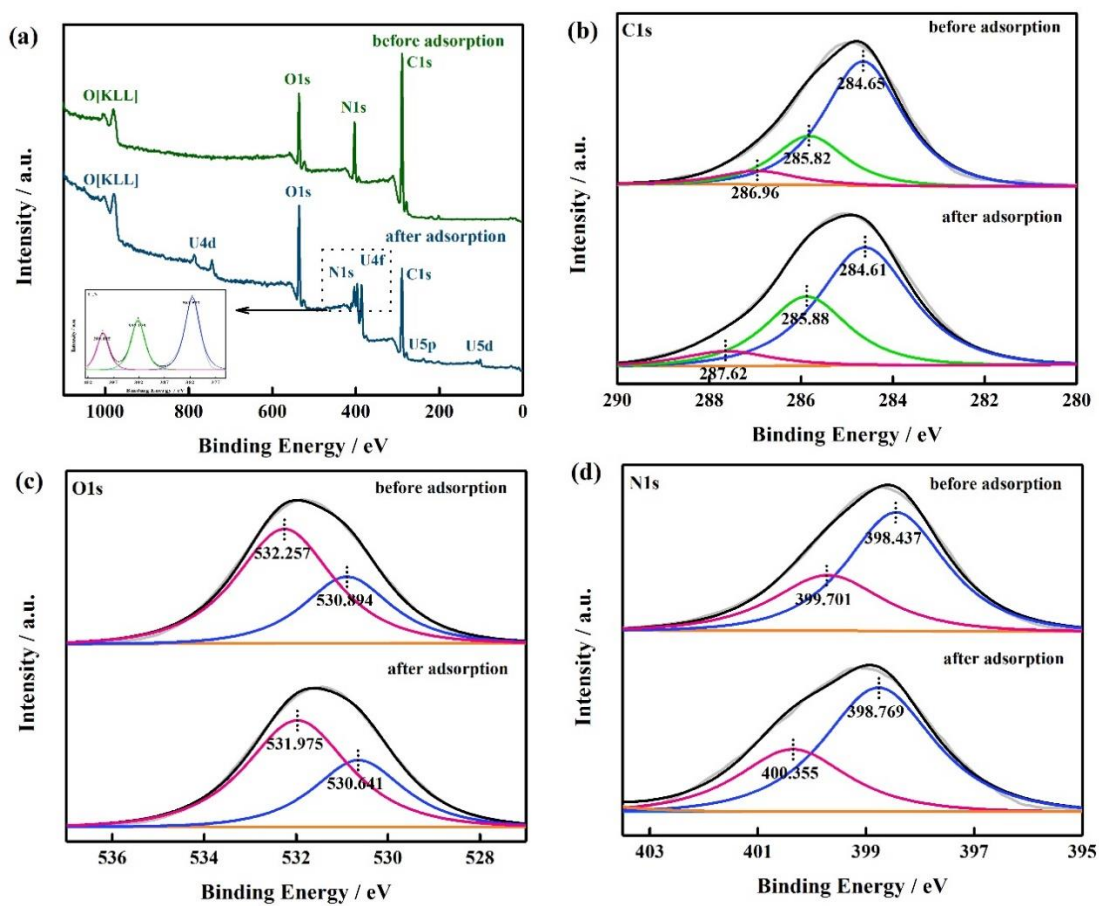 (a)
before adsorption
C1s
O1s
N1s
O[KLL]
O[KLL]
O1s
after adsorption
U4d
U4f
N1s
C1s
U5p
U5d
Intensity / a.u.
1000 800 600 400 200 0
Binding Energy / eV
(b)
C1s
before adsorption
284.65
285.82
286.96
after adsorption
284.61
285.88
287.62
Intensity / a.u.
290 288 286 284 282 280
Binding Energy / eV
(c)
O1s
before adsorption
532.257
530.894
after adsorption
531.975
530.641
Intensity / a.u.
536 534 532 530 528
Binding Energy / eV
(d)
N1s
before adsorption
398.437
399.701
after adsorption
398.769
400.355
Intensity / a.u.
403 401 399 397 395
Binding Energy / eV